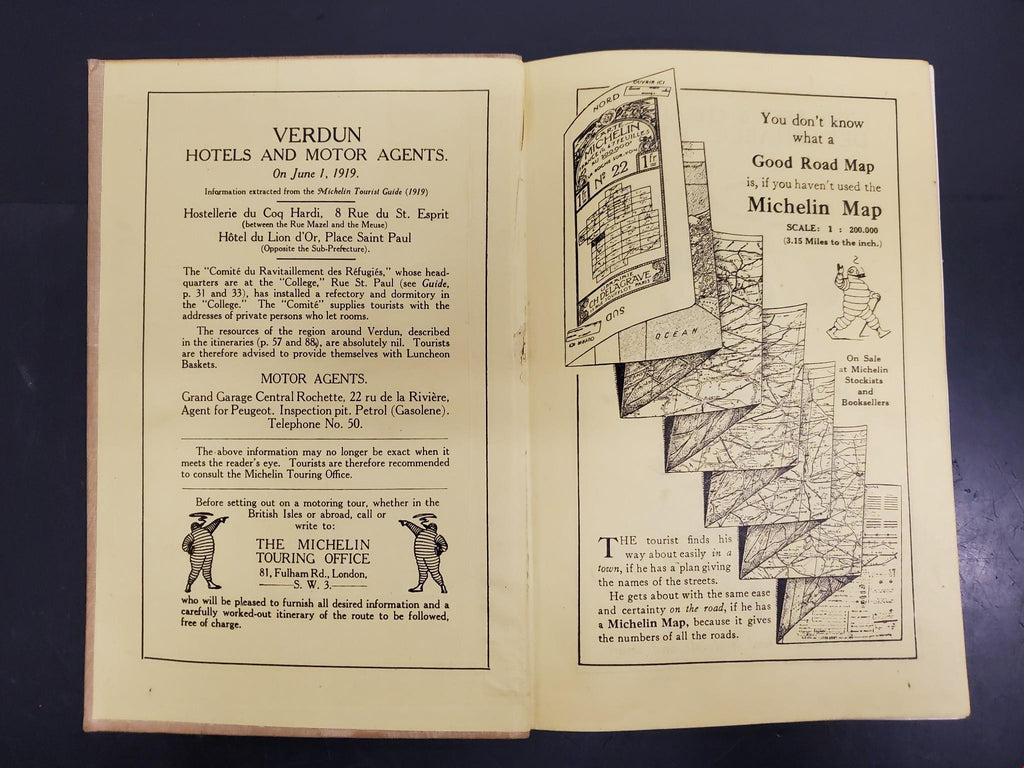 VERDUN
HOTELS AND MOTOR AGENTS.
On June 1, 1919.
Information extracted from the Michelin Tourist Guide (1919)
Hostellerie du Coq Hardi, 8 Rue du St. Esprit
(between the Rue Mazel and the Meuse)
Hôtel du Lion d'Or, Place Saint Paul
(Opposite the Sub-Prefecture).
The "Comité du Ravitaillement des Réfugiés," whose head-
quarters are at the "College," Rue St. Paul (see Guide,
p. 31 and 33), has installed a refectory and dormitory in
the "College." The "Comité" supplies tourists with the
addresses of private persons who let rooms.
The resources of the region around Verdun, described
in the itineraries (p. 57 and 88), are absolutely nil. Tourists
are therefore advised to provide themselves with Luncheon
Baskets.
MOTOR AGENTS.
Grand Garage Central Rochette, 22 ru de la Rivière,
Agent for Peugeot. Inspection pit. Petrol (Gasolene).
Telephone No. 50.
The above information may no longer be exact when it
meets the reader's eye. Tourists are therefore recommended
to consult the Michelin Touring Office.
Before setting out on a motoring tour, whether in the
British Isles or abroad, call or
write to:
THE MICHELIN
TOURING OFFICE
81, Fulham Rd., London,
S. W. 3.
who will be pleased to furnish all desired information and a
carefully worked-out itinerary of the route to be followed,
free of charge.
OUVRIR ICI
NORD
CARTE
MICHELIN
1fr
No 22
1fr
CH. DELAGRAVE
SUD
OCEAN
You don't know
what a
Good Road Map
is, if you haven't used the
Michelin Map
SCALE: 1 : 200.000
(3.15 Miles to the inch.)
On Sale
at Michelin
Stockists
and
Booksellers
THE tourist finds his
way about easily in a
town, if he has a plan giving
the names of the streets.
He gets about with the same ease
and certainty on the road, if he has
a Michelin Map, because it gives
the numbers of all the roads.